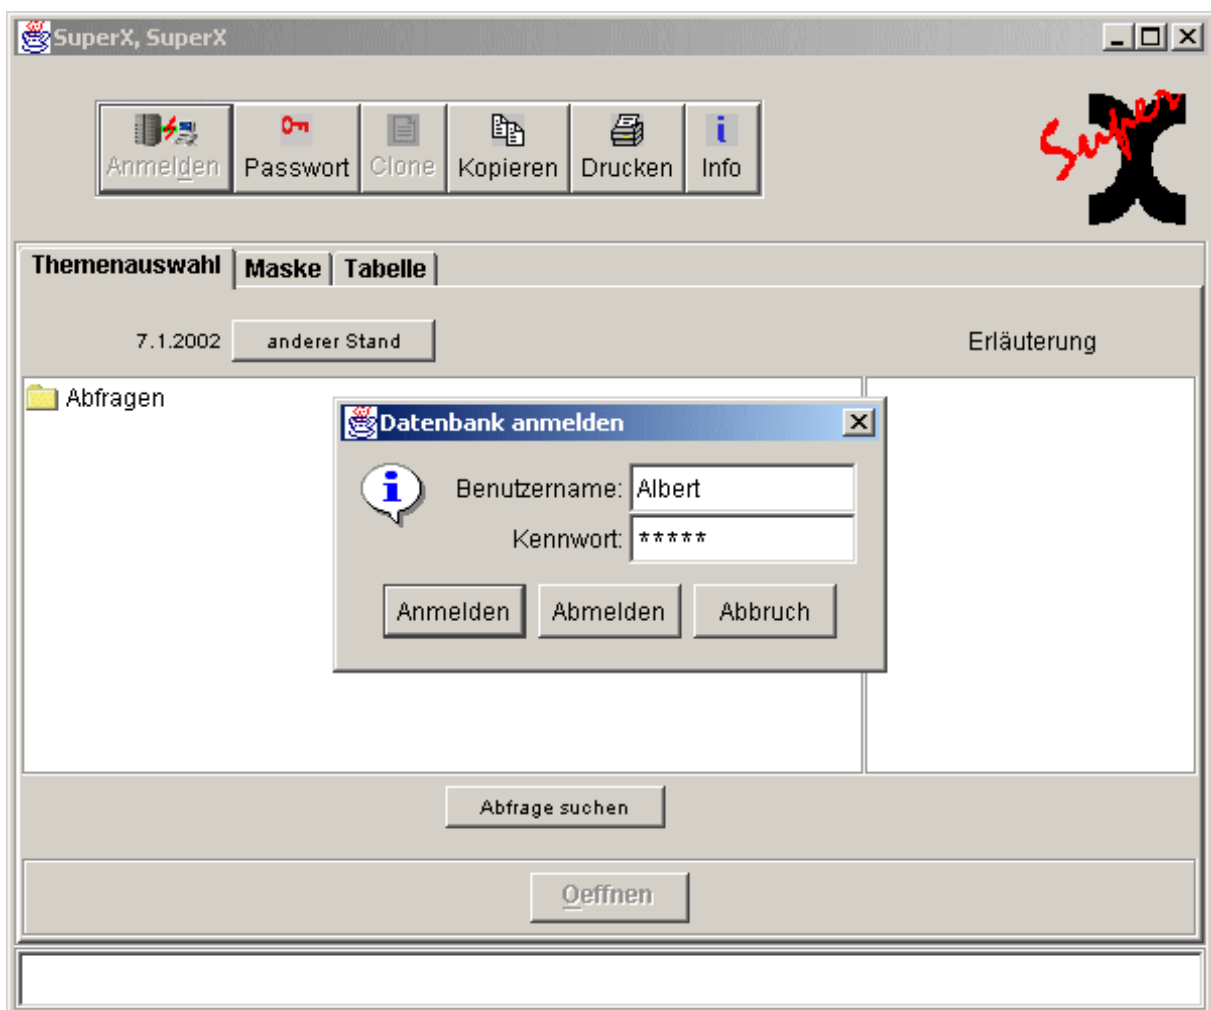 SuperX, SuperX
Anmelden Passwort Clone Kopieren Drucken Info
Super X
Themenauswahl Maske Tabelle
7.1.2002 anderer Stand Erläuterung
Abfragen
Datenbank anmelden
Benutzername: Albert
Kennwort: *****
Anmelden Abmelden Abbruch
Abfrage suchen
Oeffnen